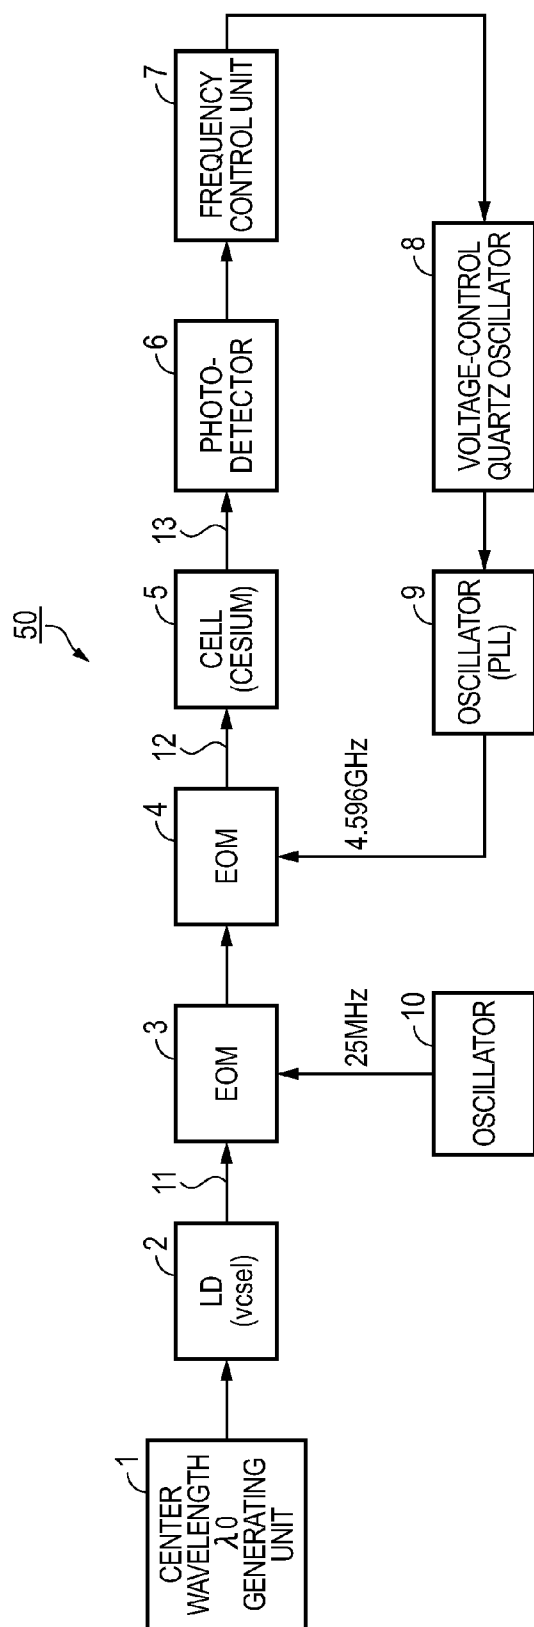 50
1
CENTER
WAVELENGTH
λ0
GENERATING
UNIT
2
LD
(vcsel)
11
3
EOM
4
EOM
12
5
CELL
(CESIUM)
13
6
PHOTO-
DETECTOR
7
FREQUENCY
CONTROL UNIT
25MHz
10
OSCILLATOR
4.596GHz
9
OSCILLATOR
(PLL)
8
VOLTAGE-CONTROL
QUARTZ OSCILLATOR